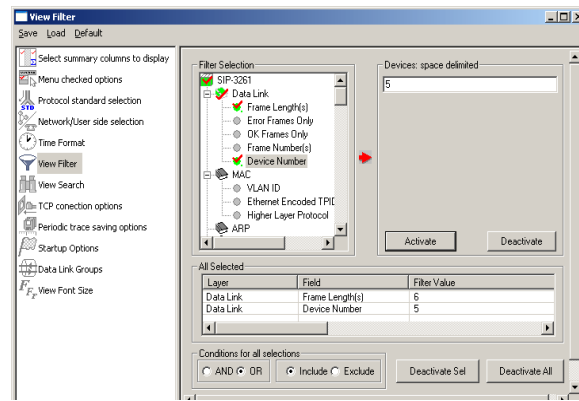 View Filter
Save Load Default
Select summary columns to display
Menu checked options
Protocol standard selection
Network/User side selection
Time Format
View Filter
View Search
TCP conection options
Periodic trace saving options
Startup Options
Data Link Groups
View Font Size
Filter Selection
SIP-3261
Data Link
Frame Length(s)
Error Frames Only
OK Frames Only
Frame Number(s)
Device Number
MAC
VLAN ID
Ethernet Encoded TPID
Higher Layer Protocol
ARP
Devices: space delimited
5
Activate Deactivate
All Selected
Layer Field Filter Value
Data Link Frame Length(s) 6
Data Link Device Number 5
Conditions for all selections
AND OR Include Exclude
Deactivate Sel Deactivate All